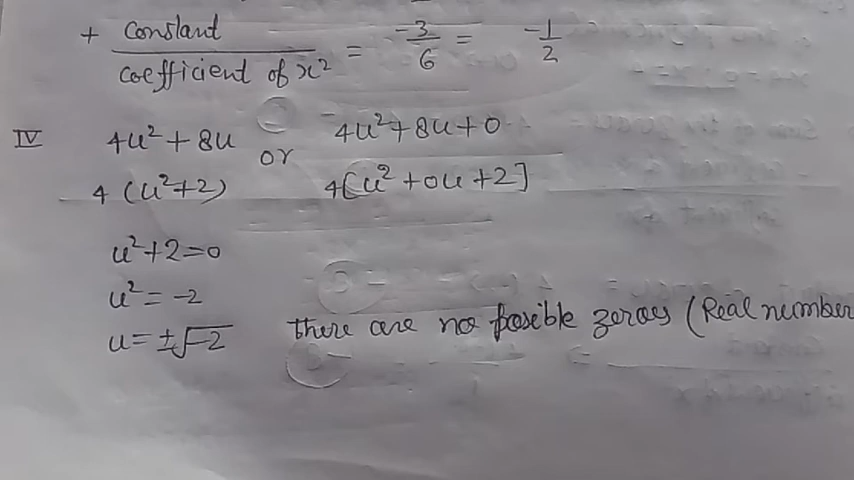 + constant / coefficient of x² = -3/6 = -1/2
IV 4u² + 8u or 4u² + 8u + 0
4 (u² + 2) 4[u² + 0u + 2]
u² + 2 = 0
u² = -2
u = ±√-2 there are no possible zeroes (Real number